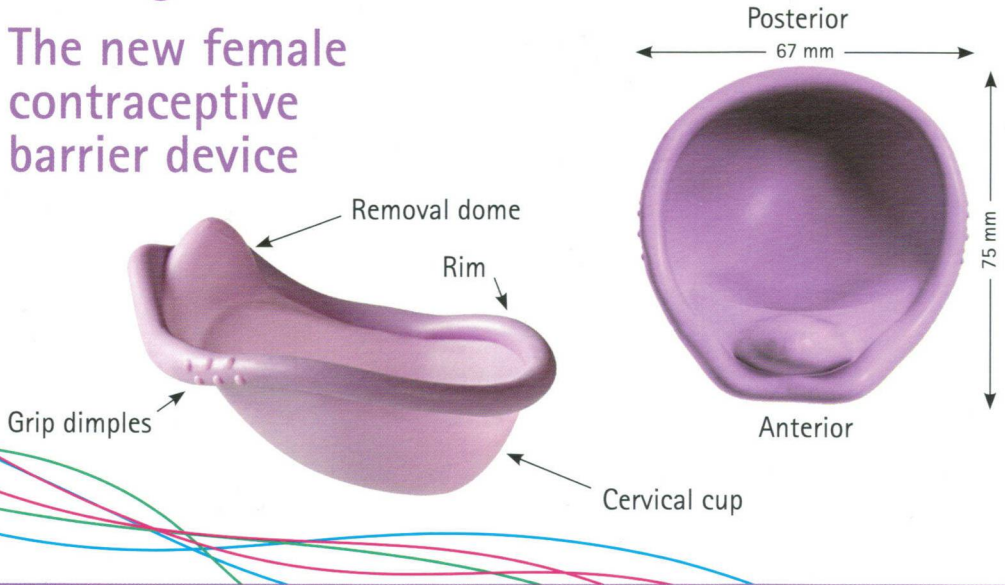 The new female
contraceptive
barrier device
Posterior
67 mm
75 mm
Removal dome
Rim
Grip dimples
Anterior
Cervical cup